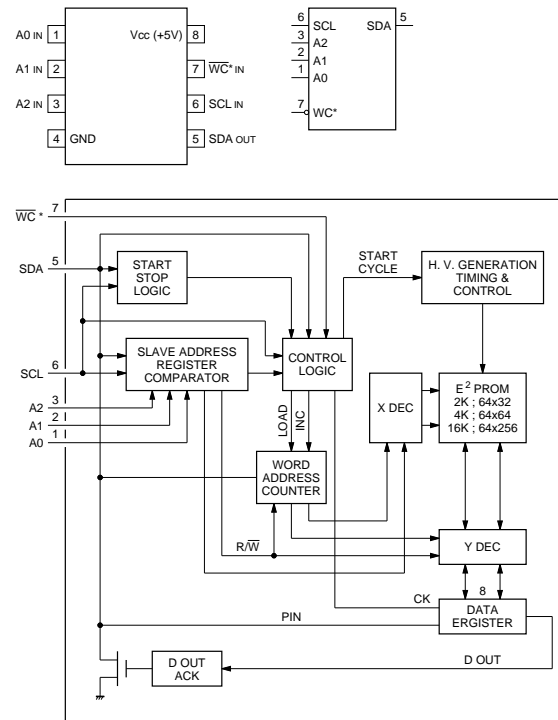 A0 IN 1
Vcc (+5V) 8
A1 IN 2
7 WC* IN
A2 IN 3
6 SCL IN
4 GND
5 SDA OUT
6 SCL
SDA 5
3 A2
2 A1
1 A0
7 WC*
WC * 7
SDA 5
START
STOP
LOGIC
START
CYCLE
H. V. GENERATION
TIMING &
CONTROL
SCL 6
SLAVE ADDRESS
REGISTER
COMPARATOR
CONTROL
LOGIC
A2 3
A1 2
A0 1
LOAD
INC
X DEC
E2 PROM
2K ; 64x32
4K ; 64x64
16K ; 64x256
WORD
ADDRESS
COUNTER
R/W
Y DEC
CK
8
DATA
ERGISTER
PIN
D OUT
ACK
D OUT